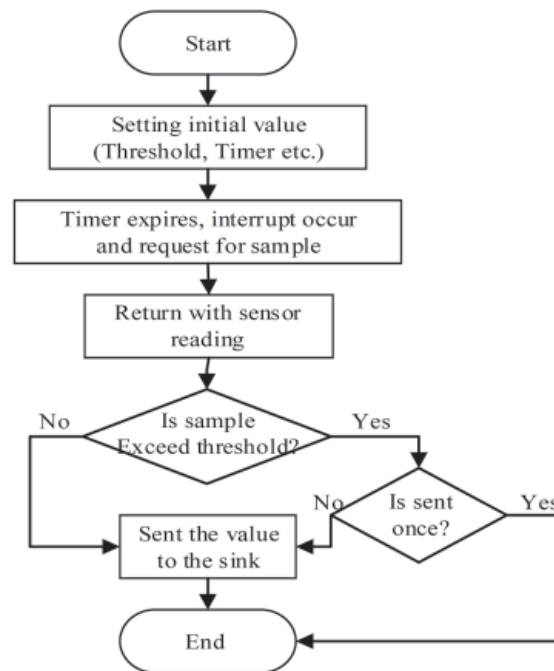 Start
Setting initial value
(Threshold, Timer etc.)
Timer expires, interrupt occur
and request for sample
Return with sensor
reading
No
Is sample
Exceed threshold?
Yes
No
Is sent
once?
Yes
Sent the value
to the sink
End